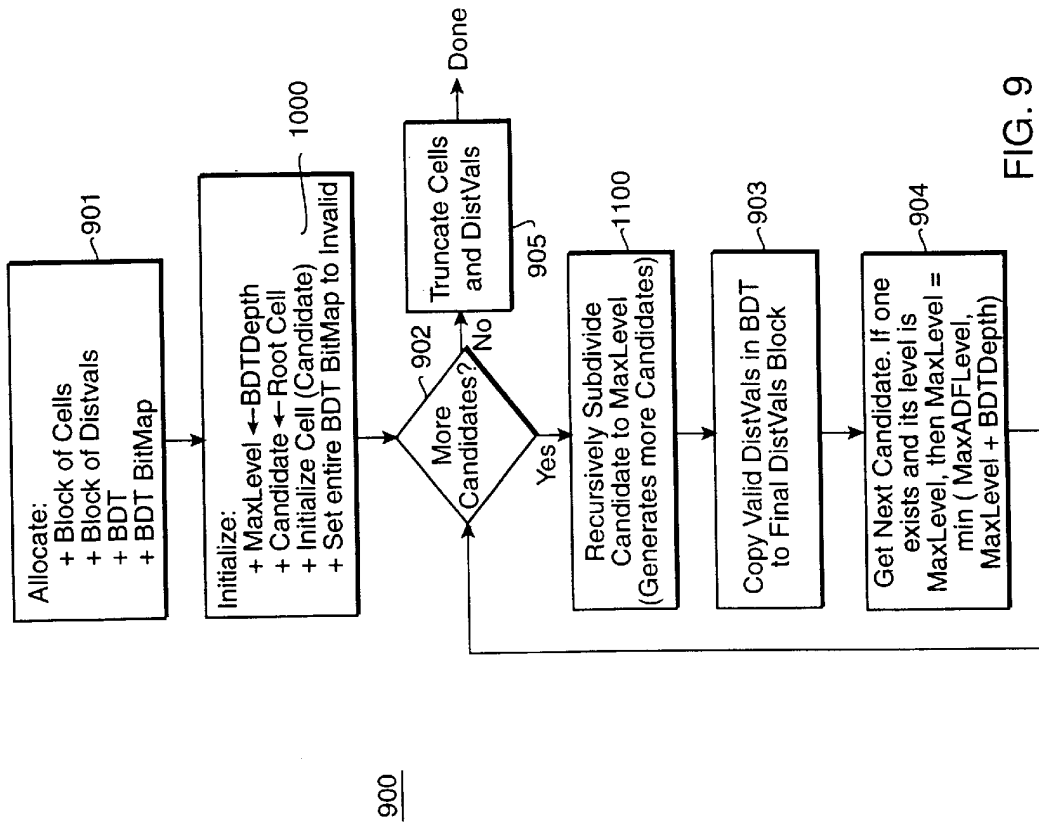 900
Allocate:
+ Block of Cells
+ Block of Distvals
+ BDT
+ BDT BitMap
901
Initialize:
+ MaxLevel ← BDTDepth
+ Candidate ← Root Cell
+ Initialize Cell (Candidate)
+ Set entire BDT BitMap to Invalid
1000
More
Candidates?
902
No
Truncate Cells
and DistVals
905
Done
Yes
Recursively Subdivide
Candidate to MaxLevel
(Generates more Candidates)
1100
Copy Valid DistVals in BDT
to Final DistVals Block
903
Get Next Candidate. If one
exists and its level is
MaxLevel, then MaxLevel =
min ( MaxADFLevel,
MaxLevel + BDTDepth)
904
FIG. 9